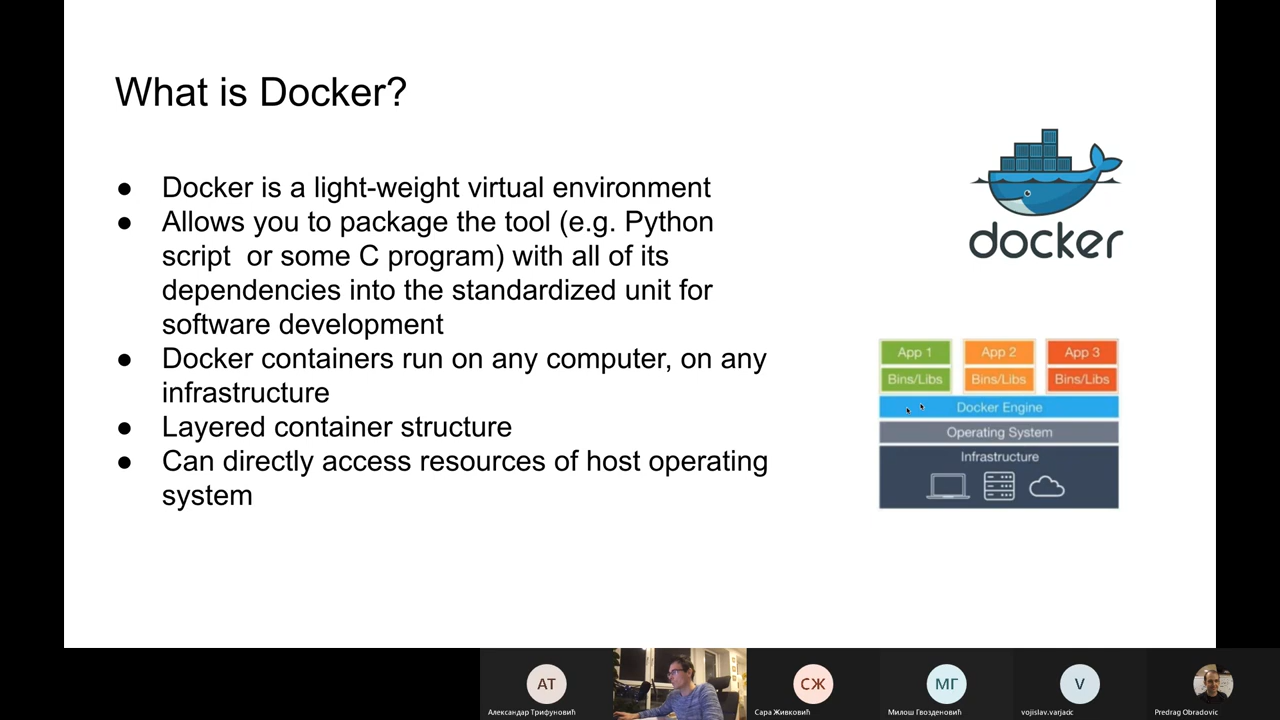 What is Docker?
● Docker is a light-weight virtual environment
● Allows you to package the tool (e.g. Python
script or some C program) with all of its
dependencies into the standardized unit for
software development
● Docker containers run on any computer, on any
infrastructure
● Layered container structure
● Can directly access resources of host operating
system
docker
App 1 App 2 App 3
Bins/Libs Bins/Libs Bins/Libs
Docker Engine
Operating System
Infrastructure
АТ СЖ МГ V
Александар Трифуновић Сара Живковић Милош Гвозденовић vojislav.varjacic Predrag Obradovic